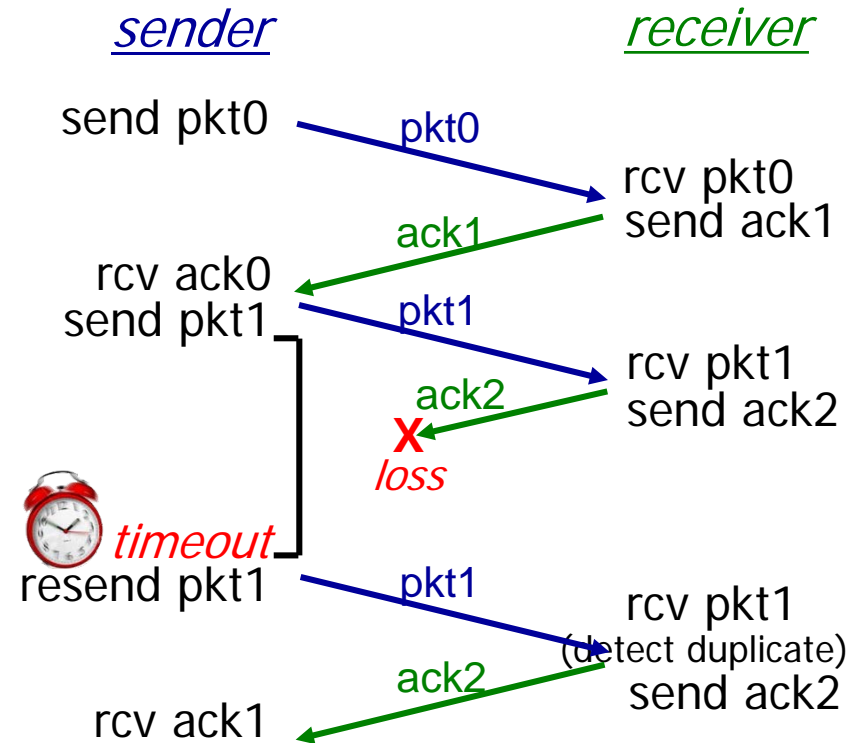 sender
receiver
send pkt0
pkt0
rcv pkt0
send ack1
ack1
rcv ack0
send pkt1
pkt1
rcv pkt1
send ack2
ack2
X
loss
timeout
resend pkt1
pkt1
rcv pkt1
(detect duplicate)
send ack2
ack2
rcv ack1